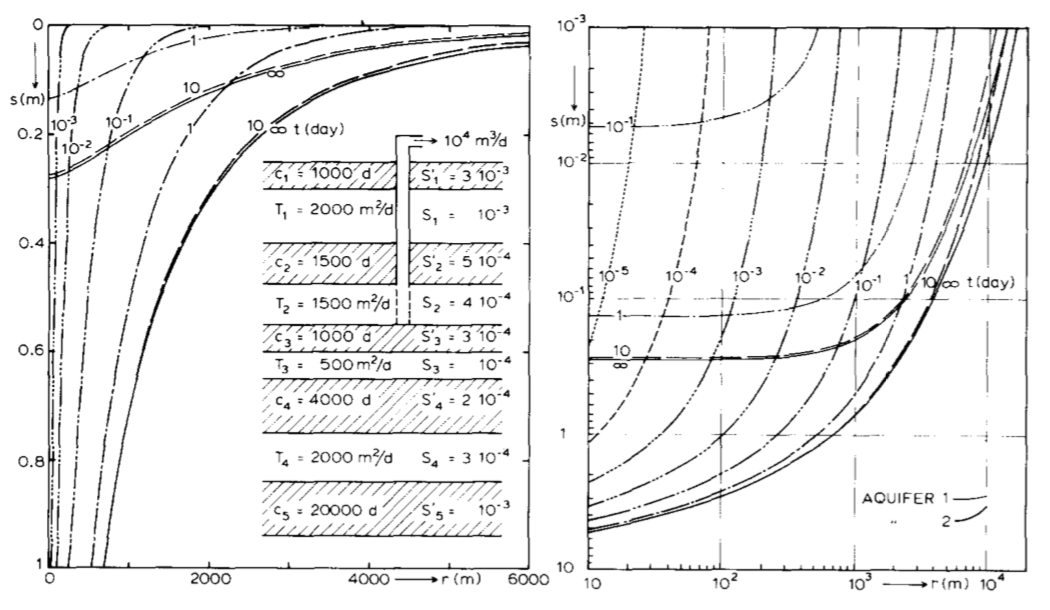 0
s(m)
0.2
0.4
0.6
0.8
1
10⁻³
10⁻²
10⁻¹
1
1
10
∞
10 ∞ t(day)
10⁴ m³/d
c₁ = 1000 d S'₁ = 3 10⁻³
T₁ = 2000 m²/d S₁ = 10⁻³
c₂ = 1500 d S'₂ = 5 10⁻⁴
T₂ = 1500 m²/d S₂ = 4 10⁻⁴
c₃ = 1000 d S'₃ = 3 10⁻⁴
T₃ = 500 m²/d S₃ = 10⁻⁴
c₄ = 4000 d S'₄ = 2 10⁻⁴
T₄ = 2000 m²/d S₄ = 3 10⁻⁴
c₅ = 20000 d S'₅ = 10⁻³
0 2000 4000 r(m) 6000
10⁻³
s(m)
10⁻²
10⁻¹
1
10
10⁻¹
10⁻⁵ 10⁻⁴ 10⁻³ 10⁻² 10⁻¹ 1 10 ∞ t(day)
1
10
∞
AQUIFER 1
" 2
10 10² 10³ r(m) 10⁴